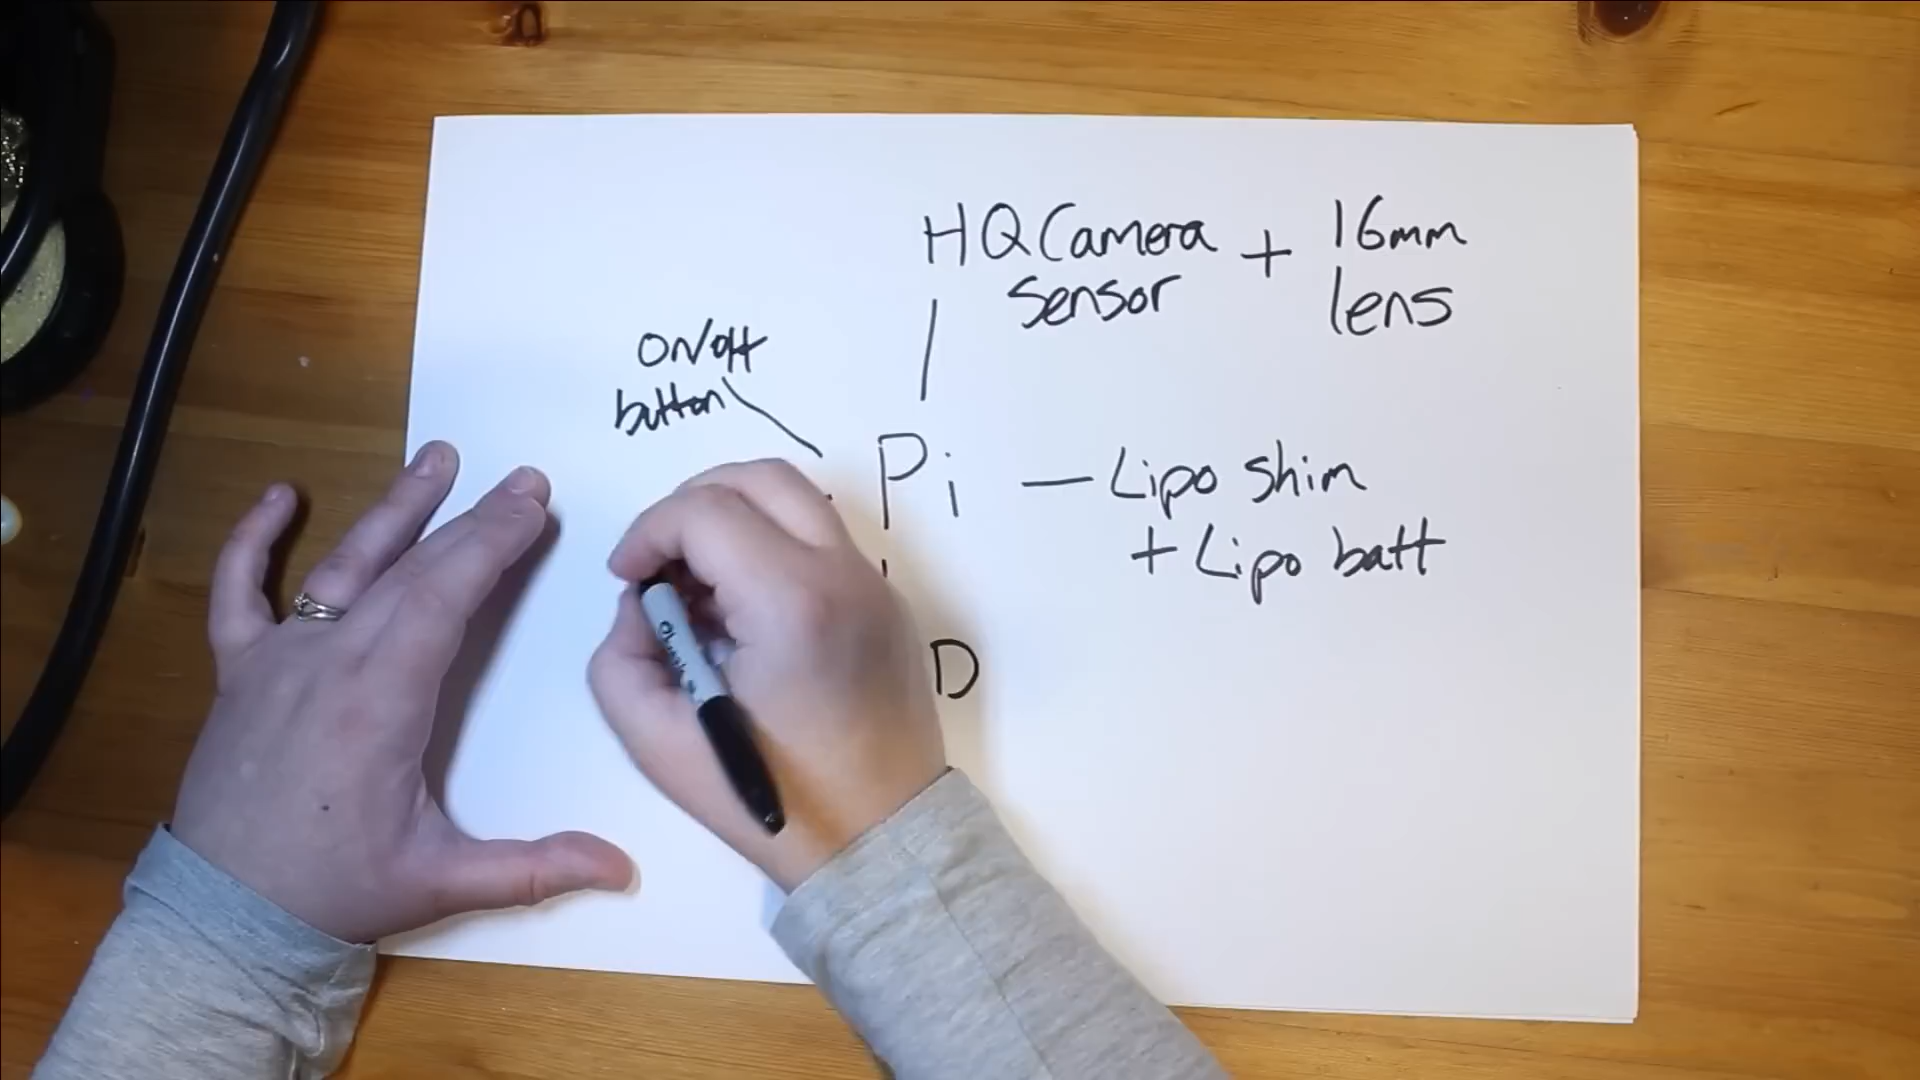 HQ Camera + 16mm
sensor lens
on/off
button
Pi — Lipo shim
+ Lipo batt
D